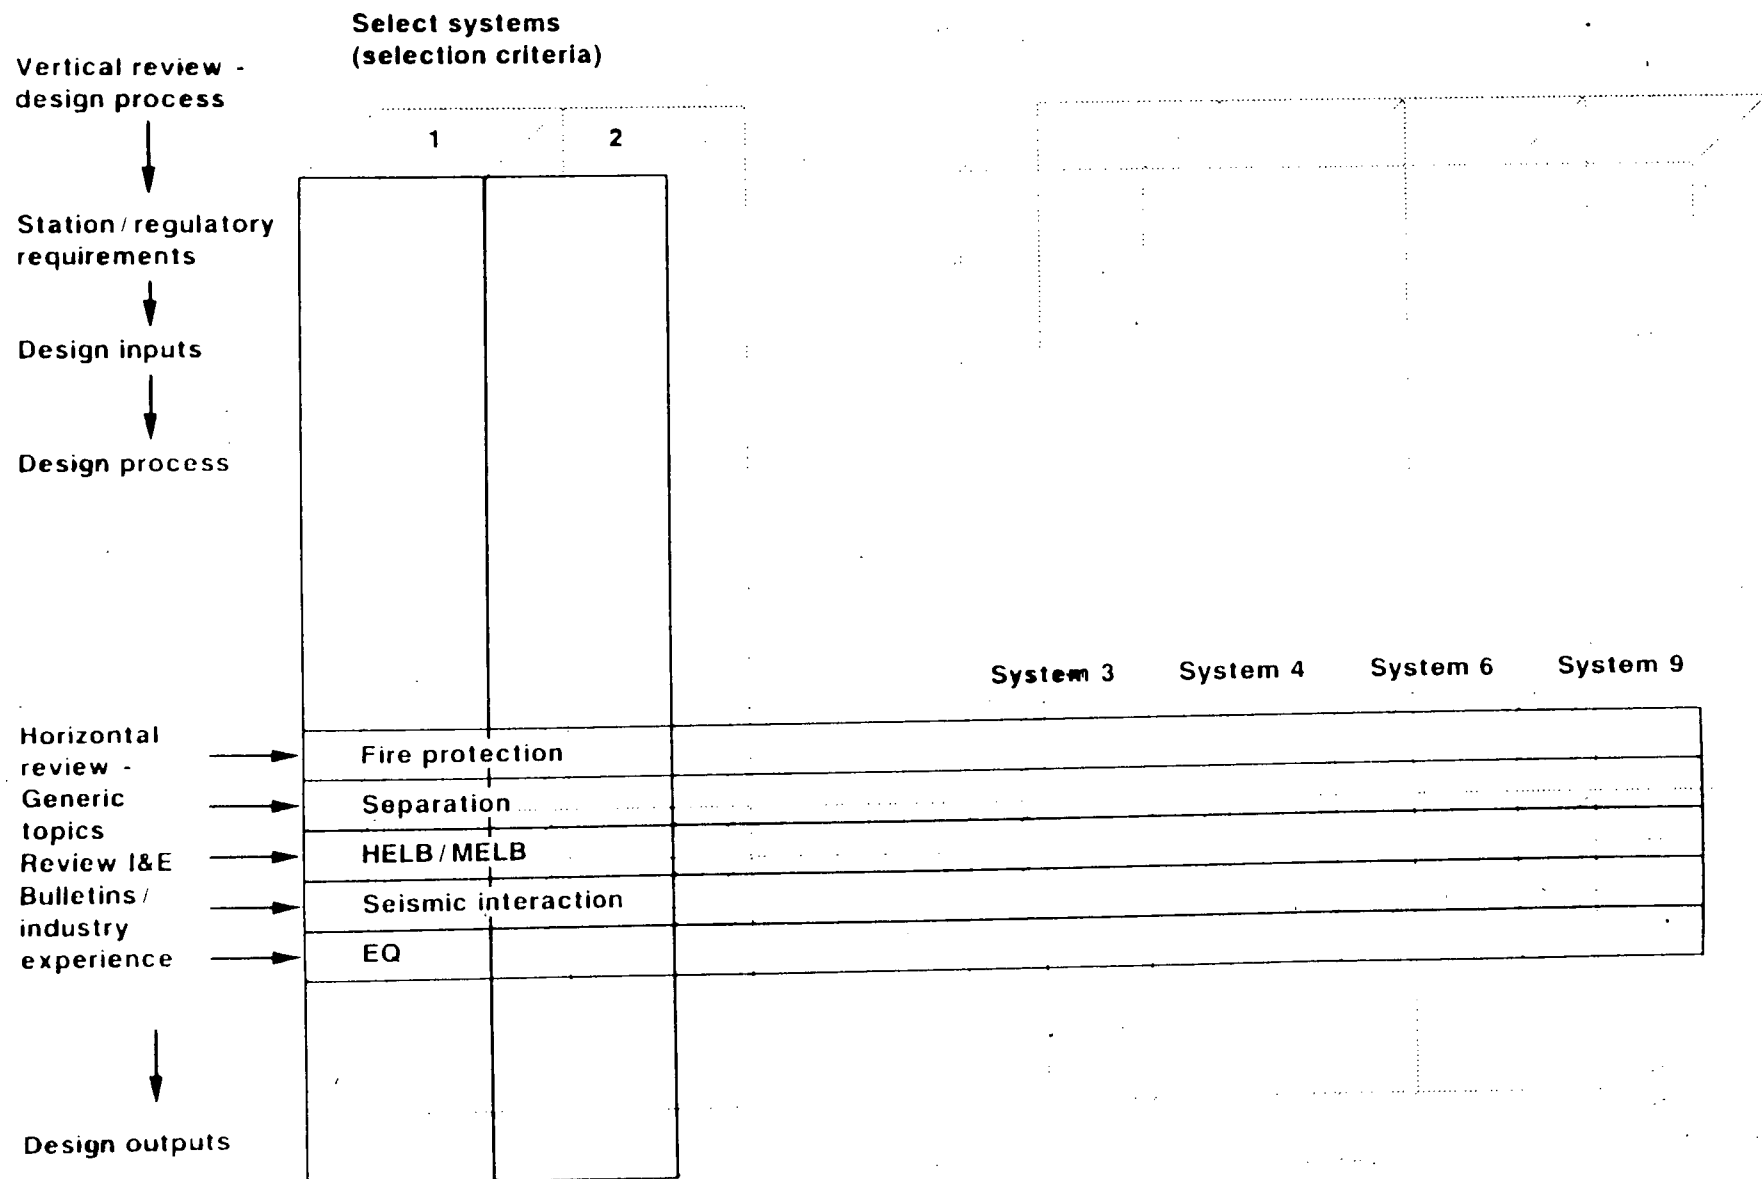 Select systems
(selection criteria)
Vertical review -
design process
1
2
Station / regulatory
requirements
Design inputs
Design process
System 3
System 4
System 6
System 9
Horizontal
review -
Generic
topics
Review I&E
Bulletins /
industry
experience
Fire protection
Separation
HELB / MELB
Seismic interaction
EQ
Design outputs